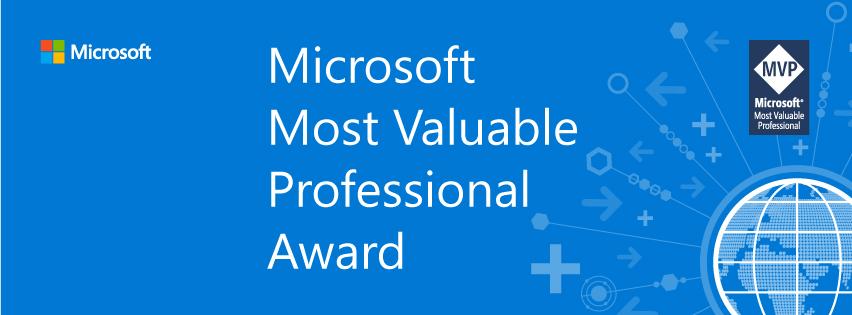 Microsoft
Microsoft
Most Valuable
Professional
Award
MVP
Microsoft®
Most Valuable
Professional